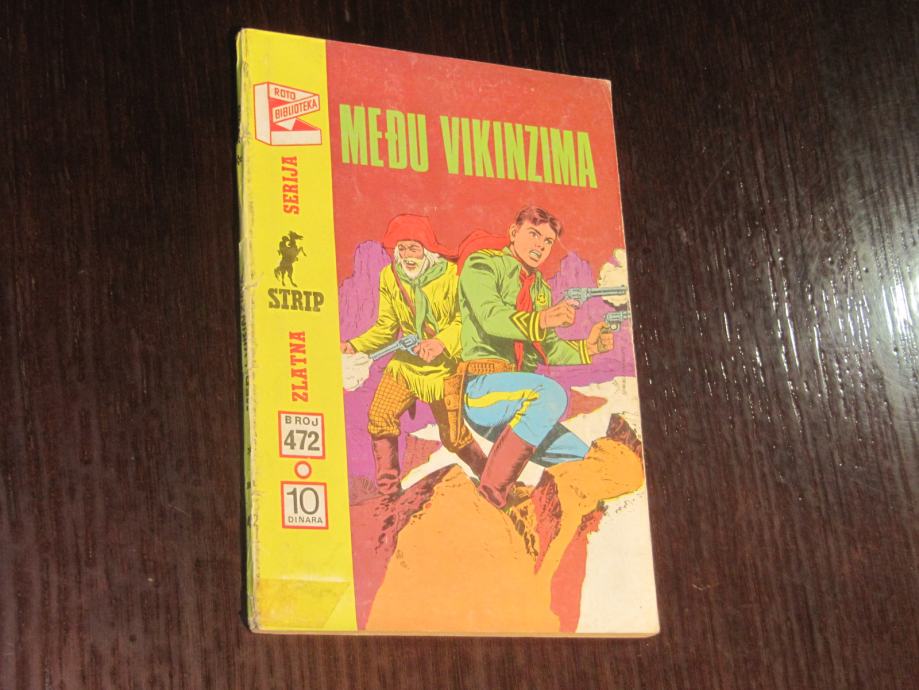 ROTO
BIBLIOTEKA
MEĐU VIKINZIMA
ZLATNA
STRIP
SERIJA
BROJ
472
10
DINARA